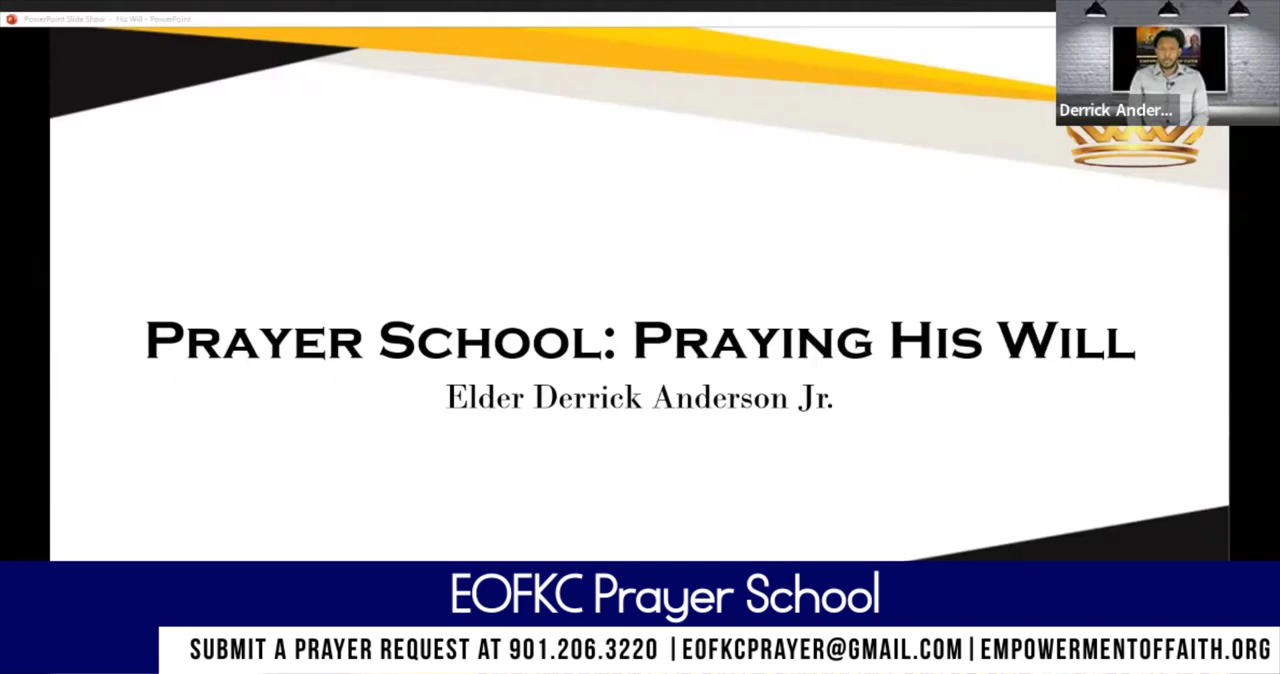 PowerPoint Slide Show - His Will - PowerPoint
Derrick Ander...
Prayer School: Praying His Will
Elder Derrick Anderson Jr.
EOFKC Prayer School
SUBMIT A PRAYER REQUEST AT 901.206.3220 | EOFKCPRAYER@GMAIL.COM | EMPOWERMENTOFFAITH.ORG